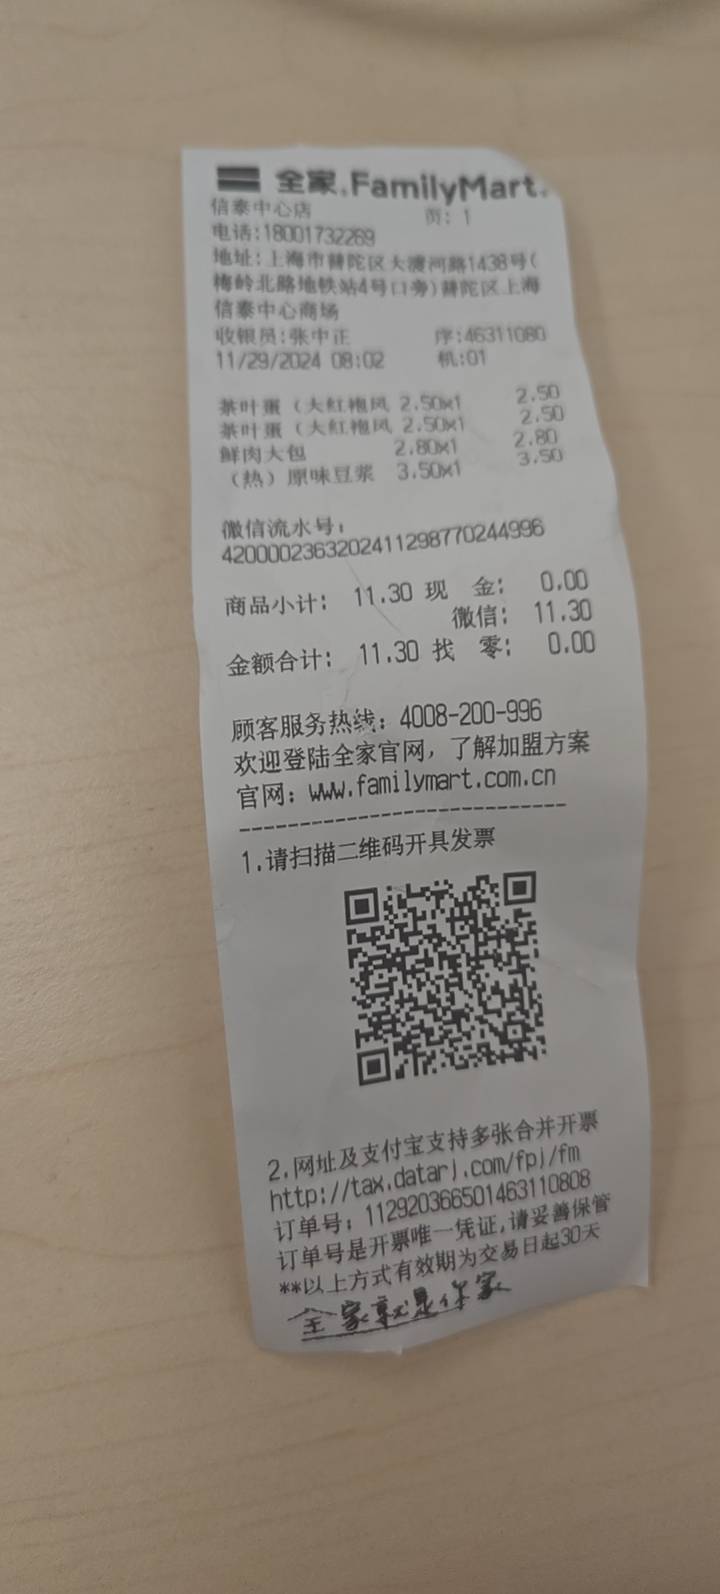 全家 FamilyMart
信泰中心店 页: 1
电话:18001732269
地址:上海市普陀区大渡河路1438号(
梅岭北路地铁站4号口旁)普陀区上海
信泰中心商场
收银员:张中正 序:46311080
11/29/2024 08:02 机:01
茶叶蛋（大红袍风 2.50x1 2.50
茶叶蛋（大红袍风 2.50x1 2.50
鲜肉大包 2.80x1 2.80
（热）原味豆浆 3.50x1 3.50
微信流水号:
4200002363202411298770244996
商品小计: 11.30 现 金: 0.00
微信: 11.30
金额合计: 11.30 找 零: 0.00
顾客服务热线: 4008-200-996
欢迎登陆全家官网, 了解加盟方案
官网: www.familymart.com.cn
--------------------------
1.请扫描二维码开具发票
2.网址及支付宝支持多张合并开票
http://tax.datarj.com/fpj/fm
订单号: 112920366501463110808
订单号是开票唯一凭证,请妥善保管
**以上方式有效期为交易日起30天
全家就是你家